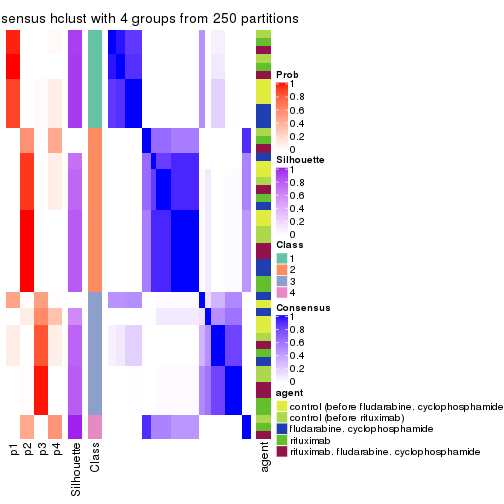 sensus hclust with 4 groups from 250 partitions
Prob
1
0.8
0.6
0.4
0.2
0
Silhouette
1
0.8
0.6
0.4
0.2
0
Class
1
2
3
4
Consensus
1
0.8
0.6
0.4
0.2
0
agent
control (before fludarabine. cyclophosphamide
control (before rituximab)
fludarabine. cyclophosphamide
rituximab
rituximab. fludarabine. cyclophosphamide
p1
p2
p3
p4
Silhouette
Class
agent